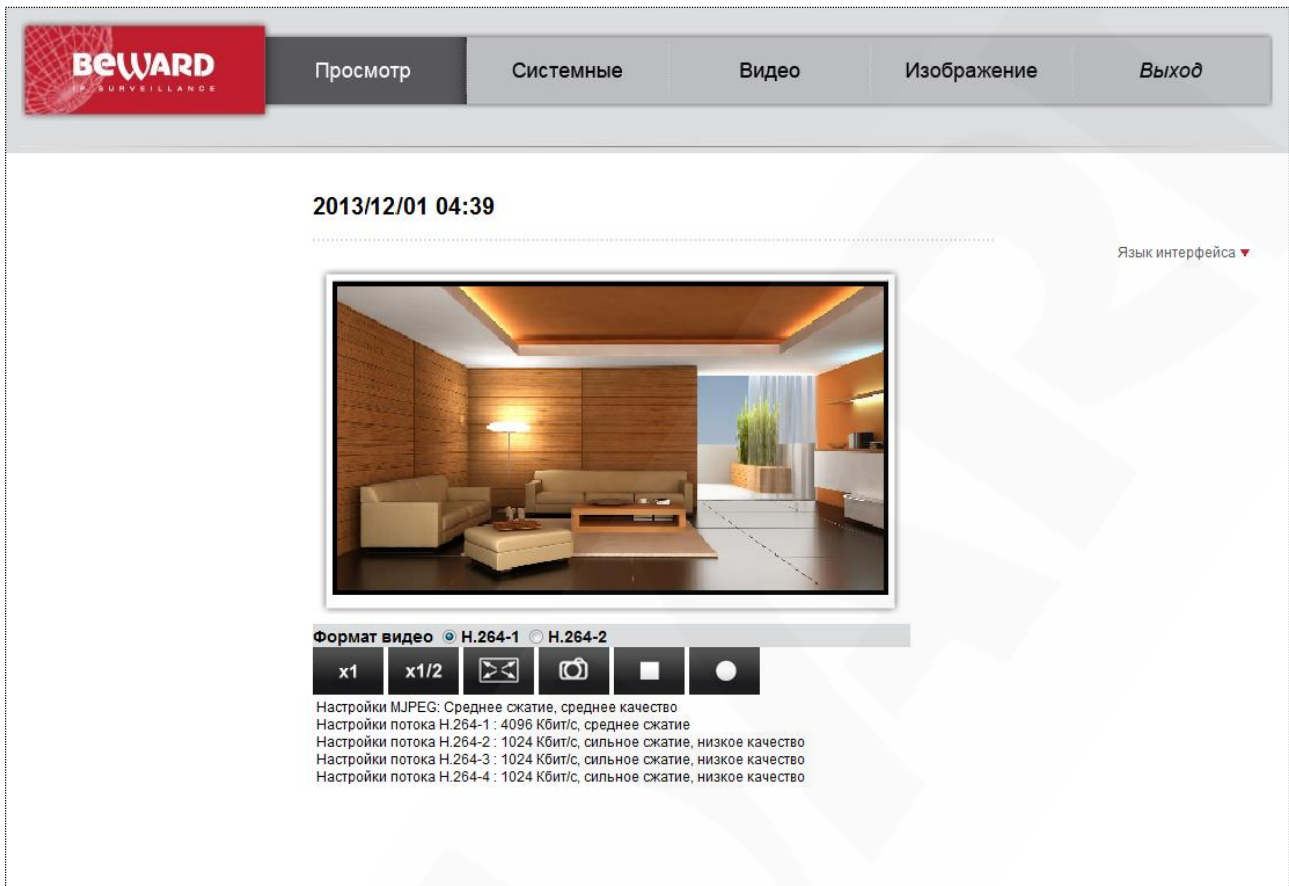 BEWARD
IP SURVEILLANCE
Просмотр
Системные
Видео
Изображение
Выход
2013/12/01 04:39
Язык интерфейса
Формат видео H.264-1 H.264-2
x1
x1/2
Настройки MJPEG: Среднее сжатие, среднее качество
Настройки потока H.264-1 : 4096 Кбит/с, среднее сжатие
Настройки потока H.264-2 : 1024 Кбит/с, сильное сжатие, низкое качество
Настройки потока H.264-3 : 1024 Кбит/с, сильное сжатие, низкое качество
Настройки потока H.264-4 : 1024 Кбит/с, сильное сжатие, низкое качество